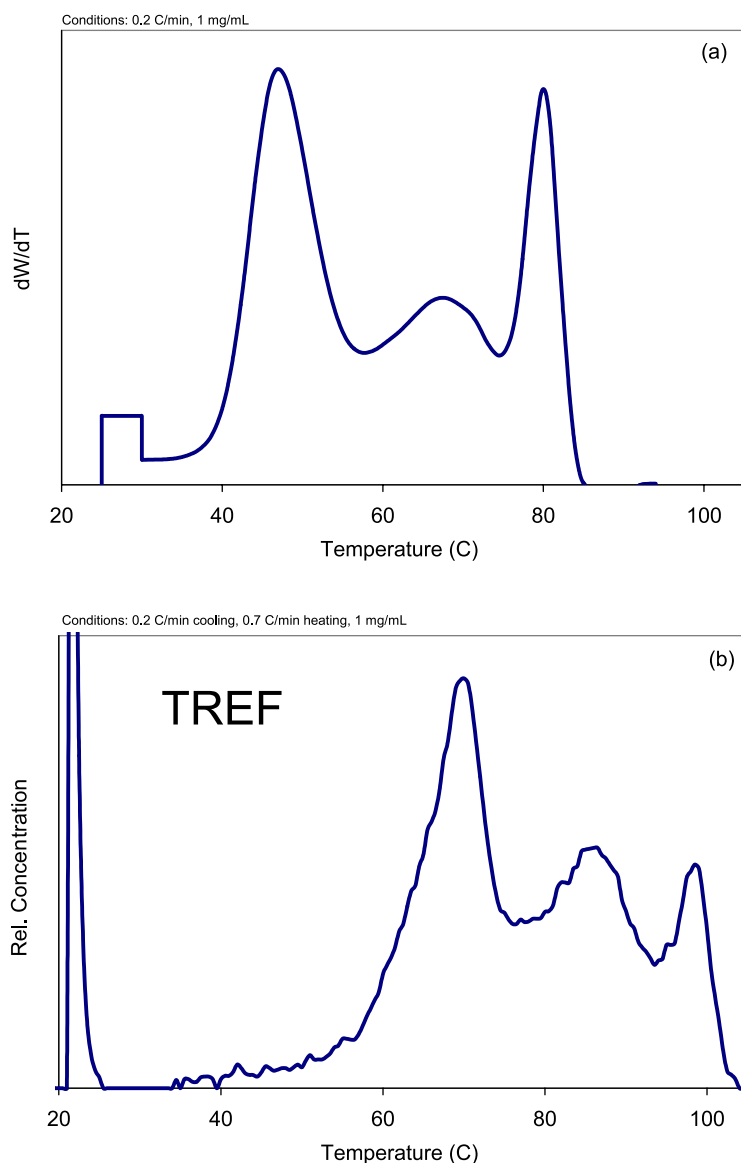 Conditions: 0.2 C/min, 1 mg/mL
(a)
dW/dT
20 40 60 80 100
Temperature (C)
Conditions: 0.2 C/min cooling, 0.7 C/min heating, 1 mg/mL
(b)
TREF
Rel. Concentration
20 40 60 80 100
Temperature (C)